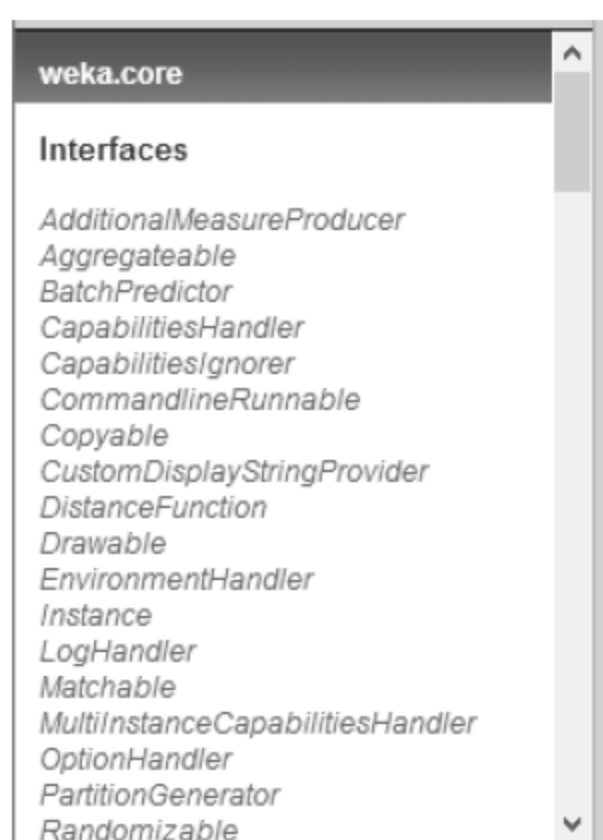 weka.core
Interfaces
AdditionalMeasureProducer
Aggregateable
BatchPredictor
CapabilitiesHandler
CapabilitiesIgnorer
CommandlineRunnable
Copyable
CustomDisplayStringProvider
DistanceFunction
Drawable
EnvironmentHandler
Instance
LogHandler
Matchable
MultiInstanceCapabilitiesHandler
OptionHandler
PartitionGenerator
Randomizable